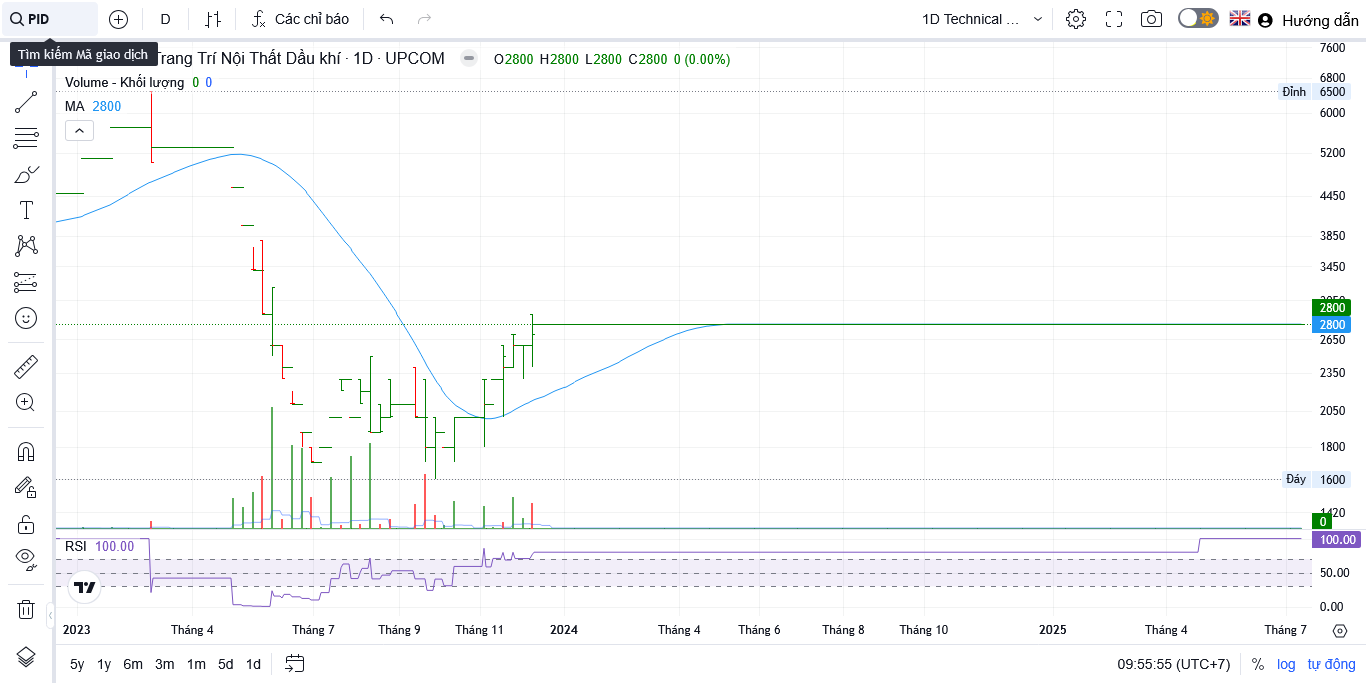 PID
D
Các chỉ báo
1D Technical ...
Hướng dẫn
Tìm kiếm Mã giao dịch
Trang Trí Nội Thất Dầu khí · 1D · UPCOM
O2800 H2800 L2800 C2800 0 (0.00%)
Volume - Khối lượng 0 0
MA 2800
7600
6800
Đỉnh 6500
6000
5200
4450
3850
3450
2800
2800
2650
2350
2050
1800
Đáy 1600
1420
0
RSI 100.00
100.00
50.00
0.00
2023 Tháng 4 Tháng 7 Tháng 9 Tháng 11 2024 Tháng 4 Tháng 6 Tháng 8 Tháng 10 2025 Tháng 4 Tháng 7
5y 1y 6m 3m 1m 5d 1d
09:55:55 (UTC+7) % log tự động